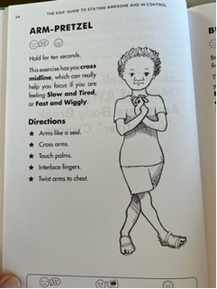 24 THE KIDS' GUIDE TO STAYING AWESOME AND IN CONTROL
ARM-PRETZEL
Hold for ten seconds.
This exercise has you cross
midline, which can really
help you focus if you are
feeling Slow and Tired,
or Fast and Wiggly
Directions
★ Arms like a seal.
★ Cross arms.
★ Touch palms.
★ Interlace fingers.
★ Twist arms to chest.